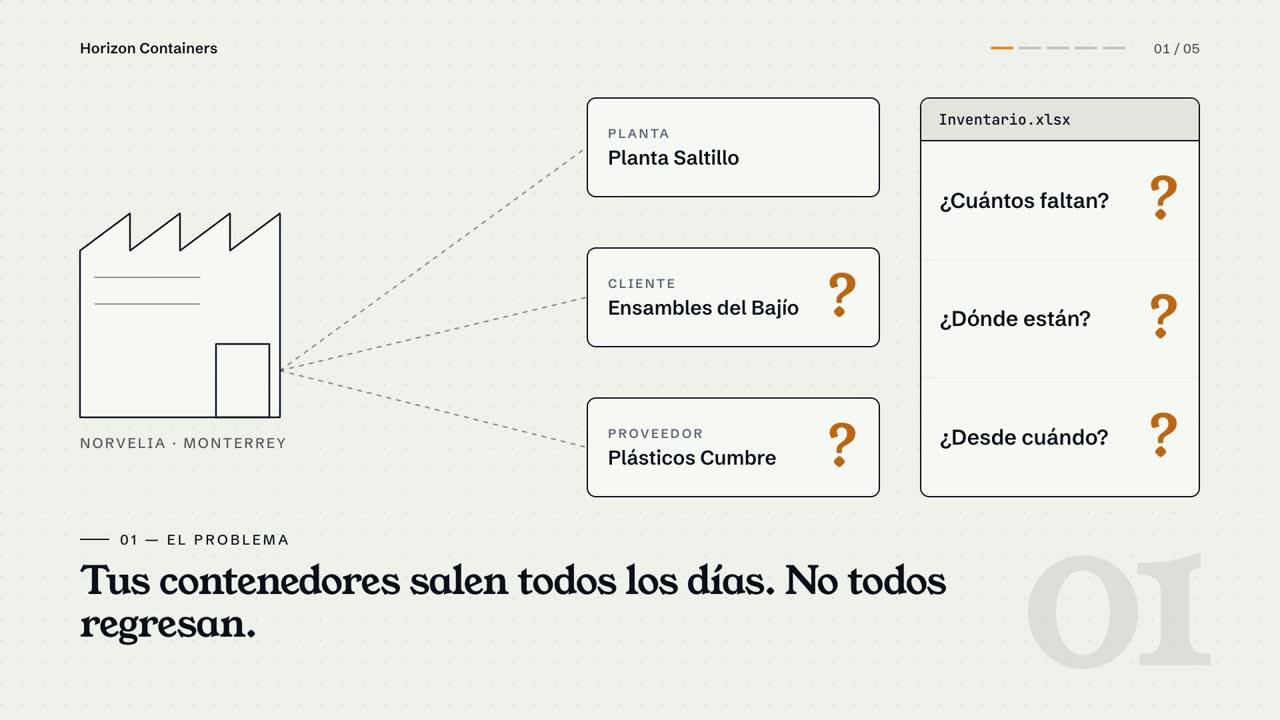 Horizon Containers
01 / 05
PLANTA
Planta Saltillo
CLIENTE
Ensambles del Bajío
?
PROVEEDOR
Plásticos Cumbre
?
Inventario.xlsx
¿Cuántos faltan?
?
¿Dónde están?
?
¿Desde cuándo?
?
NORVELIA · MONTERREY
01 — EL PROBLEMA
Tus contenedores salen todos los días. No todos
regresan.
01